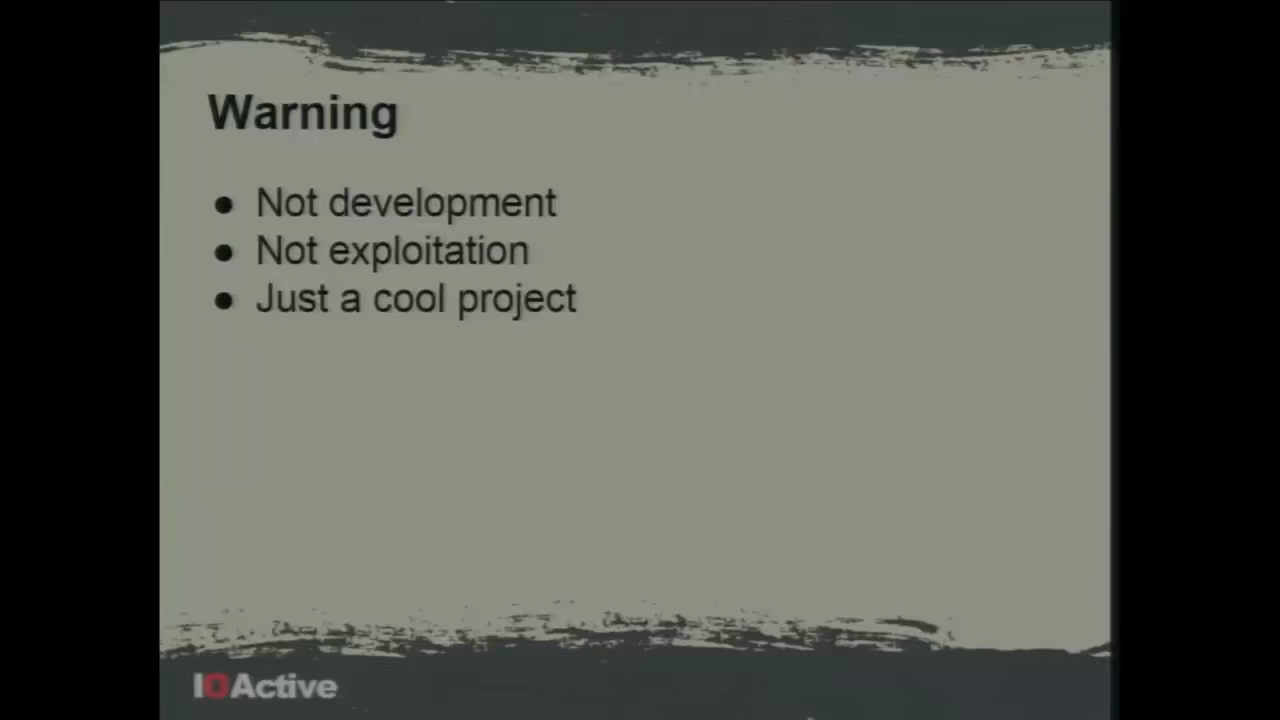 Warning
● Not development
● Not exploitation
● Just a cool project
IOActive